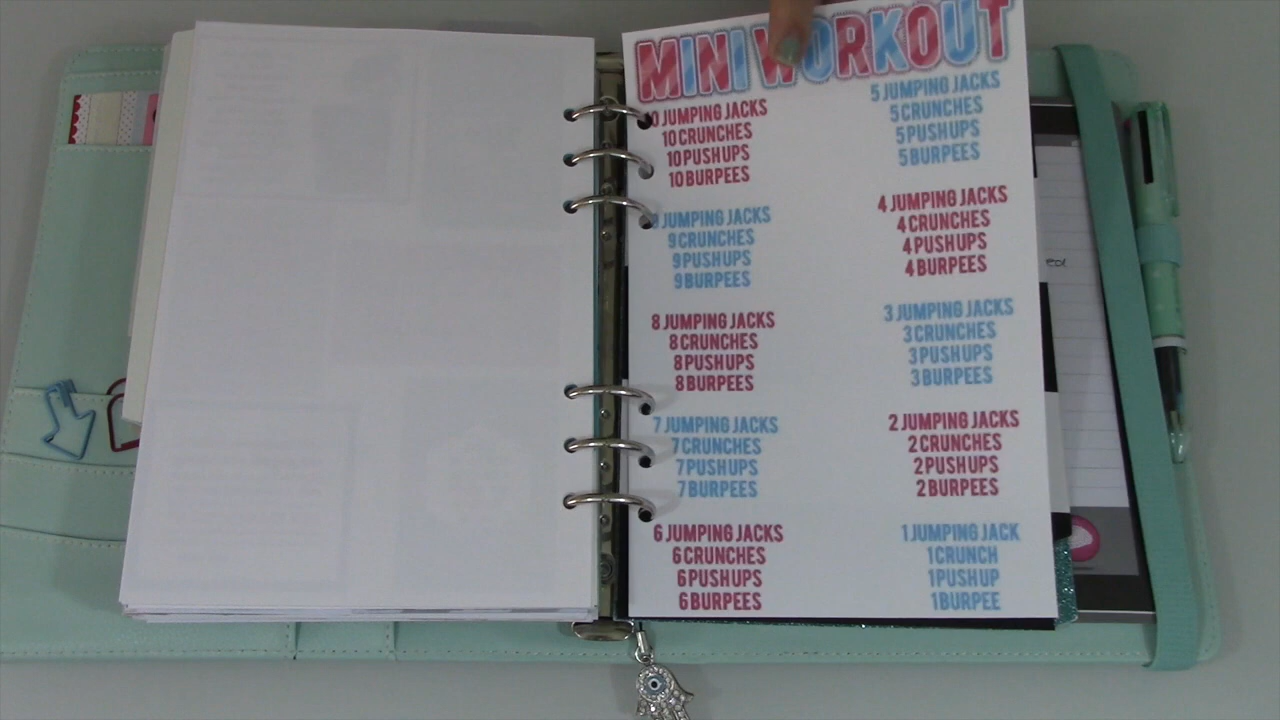 MINI WORKOUT
0 JUMPING JACKS
10 CRUNCHES
10 PUSHUPS
10 BURPEES
JUMPING JACKS
9 CRUNCHES
9 PUSHUPS
9 BURPEES
8 JUMPING JACKS
8 CRUNCHES
8 PUSHUPS
8 BURPEES
7 JUMPING JACKS
7 CRUNCHES
7 PUSHUPS
7 BURPEES
6 JUMPING JACKS
6 CRUNCHES
6 PUSHUPS
6 BURPEES
5 JUMPING JACKS
5 CRUNCHES
5 PUSHUPS
5 BURPEES
4 JUMPING JACKS
4 CRUNCHES
4 PUSHUPS
4 BURPEES
3 JUMPING JACKS
3 CRUNCHES
3 PUSHUPS
3 BURPEES
2 JUMPING JACKS
2 CRUNCHES
2 PUSHUPS
2 BURPEES
1 JUMPING JACK
1 CRUNCH
1 PUSHUP
1 BURPEE